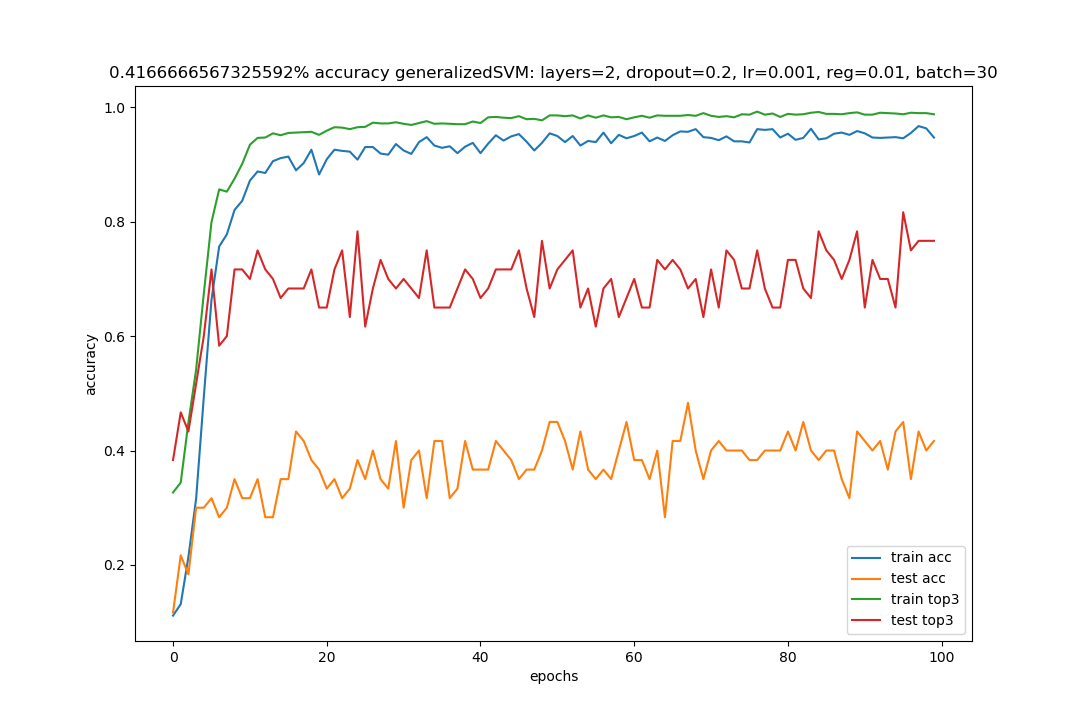 0.4166666567325592% accuracy generalizedSVM: layers=2, dropout=0.2, lr=0.001, reg=0.01, batch=30
1.0
0.8
0.6
0.4
0.2
accuracy
0 20 40 60 80 100
epochs
train acc
test acc
train top3
test top3